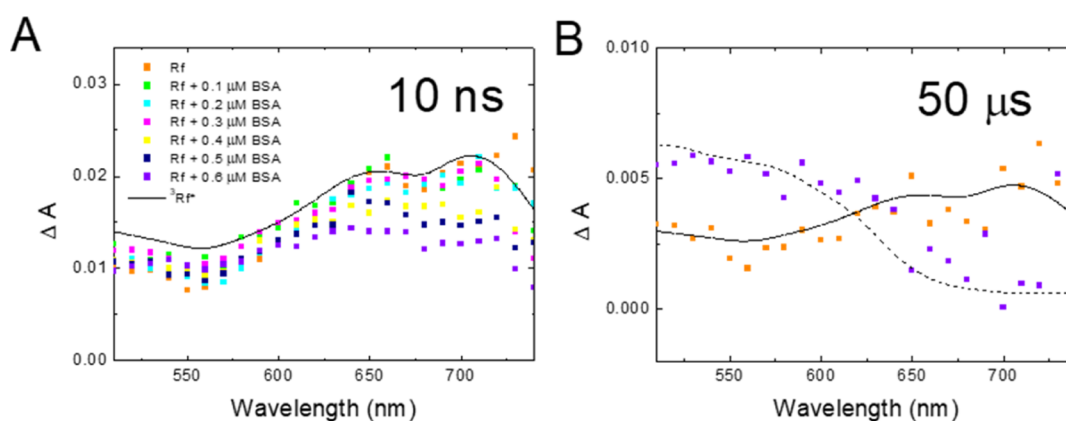 A
10 ns
Rf
Rf + 0.1 μM BSA
Rf + 0.2 μM BSA
Rf + 0.3 μM BSA
Rf + 0.4 μM BSA
Rf + 0.5 μM BSA
Rf + 0.6 μM BSA
³Rf*
0.03
0.02
0.01
0.00
Δ A
550 600 650 700
Wavelength (nm)
B
50 μs
0.010
0.005
0.000
Δ A
550 600 650 700
Wavelength (nm)